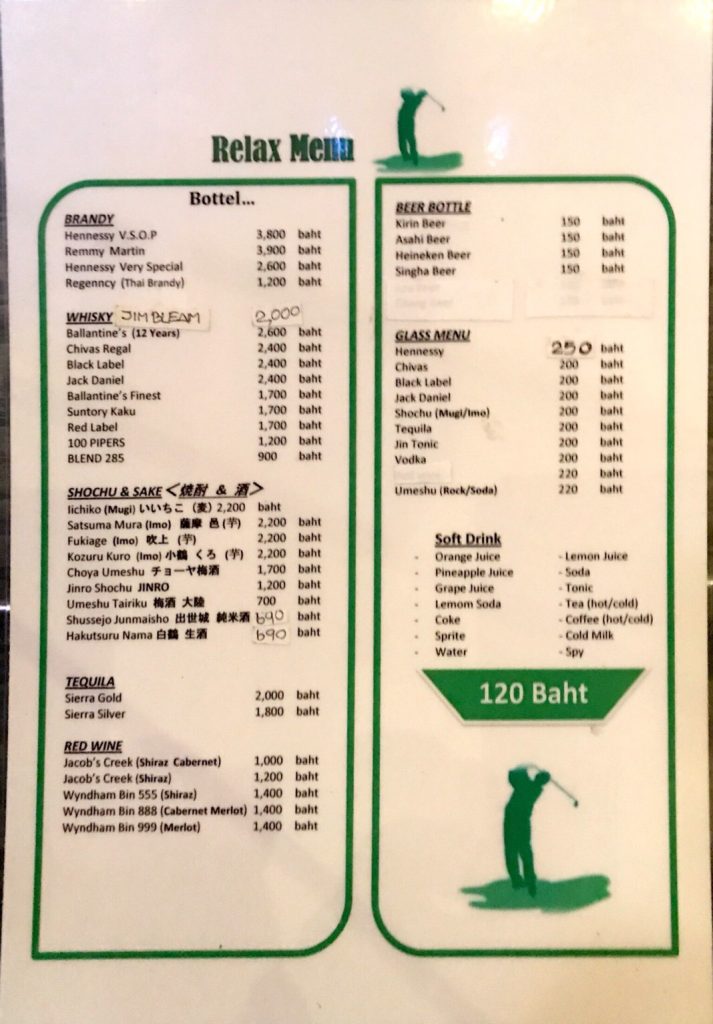 Relax Menu
Bottel...
BRANDY
Hennessy V.S.O.P 3,800 baht
Remmy Martin 3,900 baht
Hennessy Very Special 2,600 baht
Regenncy (Thai Brandy) 1,200 baht
WHISKY JIM BLEAM 2,000
Ballantine's (12 Years) 2,600 baht
Chivas Regal 2,400 baht
Black Label 2,400 baht
Jack Daniel 2,400 baht
Ballantine's Finest 1,700 baht
Suntory Kaku 1,700 baht
Red Label 1,700 baht
100 PIPERS 1,200 baht
BLEND 285 900 baht
SHOCHU & SAKE <焼酎 & 酒>
Iichiko (Mugi) いいちこ (麦) 2,200 baht
Satsuma Mura (Imo) 薩摩 邑 (芋) 2,200 baht
Fukiage (Imo) 吹上 (芋) 2,200 baht
Kozuru Kuro (Imo) 小鶴 くろ (芋) 2,200 baht
Choya Umeshu チョーヤ梅酒 1,700 baht
Jinro Shochu JINRO 1,200 baht
Umeshu Tairiku 梅酒 大陸 700 baht
Shussejo Junmaisho 出世城 純米酒 690 baht
Hakutsuru Nama 白鶴 生酒 690 baht
TEQUILA
Sierra Gold 2,000 baht
Sierra Silver 1,800 baht
RED WINE
Jacob's Creek (Shiraz Cabernet) 1,000 baht
Jacob's Creek (Shiraz) 1,200 baht
Wyndham Bin 555 (Shiraz) 1,400 baht
Wyndham Bin 888 (Cabernet Merlot) 1,400 baht
Wyndham Bin 999 (Merlot) 1,400 baht
BEER BOTTLE
Kirin Beer 150 baht
Asahi Beer 150 baht
Heineken Beer 150 baht
Singha Beer 150 baht
GLASS MENU
Hennessy 250 baht
Chivas 200 baht
Black Label 200 baht
Jack Daniel 200 baht
Shochu (Mugi/Imo) 200 baht
Tequila 200 baht
Jin Tonic 200 baht
Vodka 200 baht
220 baht
Umeshu (Rock/Soda) 220 baht
Soft Drink
- Orange Juice - Lemon Juice
- Pineapple Juice - Soda
- Grape Juice - Tonic
- Lemom Soda - Tea (hot/cold)
- Coke - Coffee (hot/cold)
- Sprite - Cold Milk
- Water - Spy
120 Baht